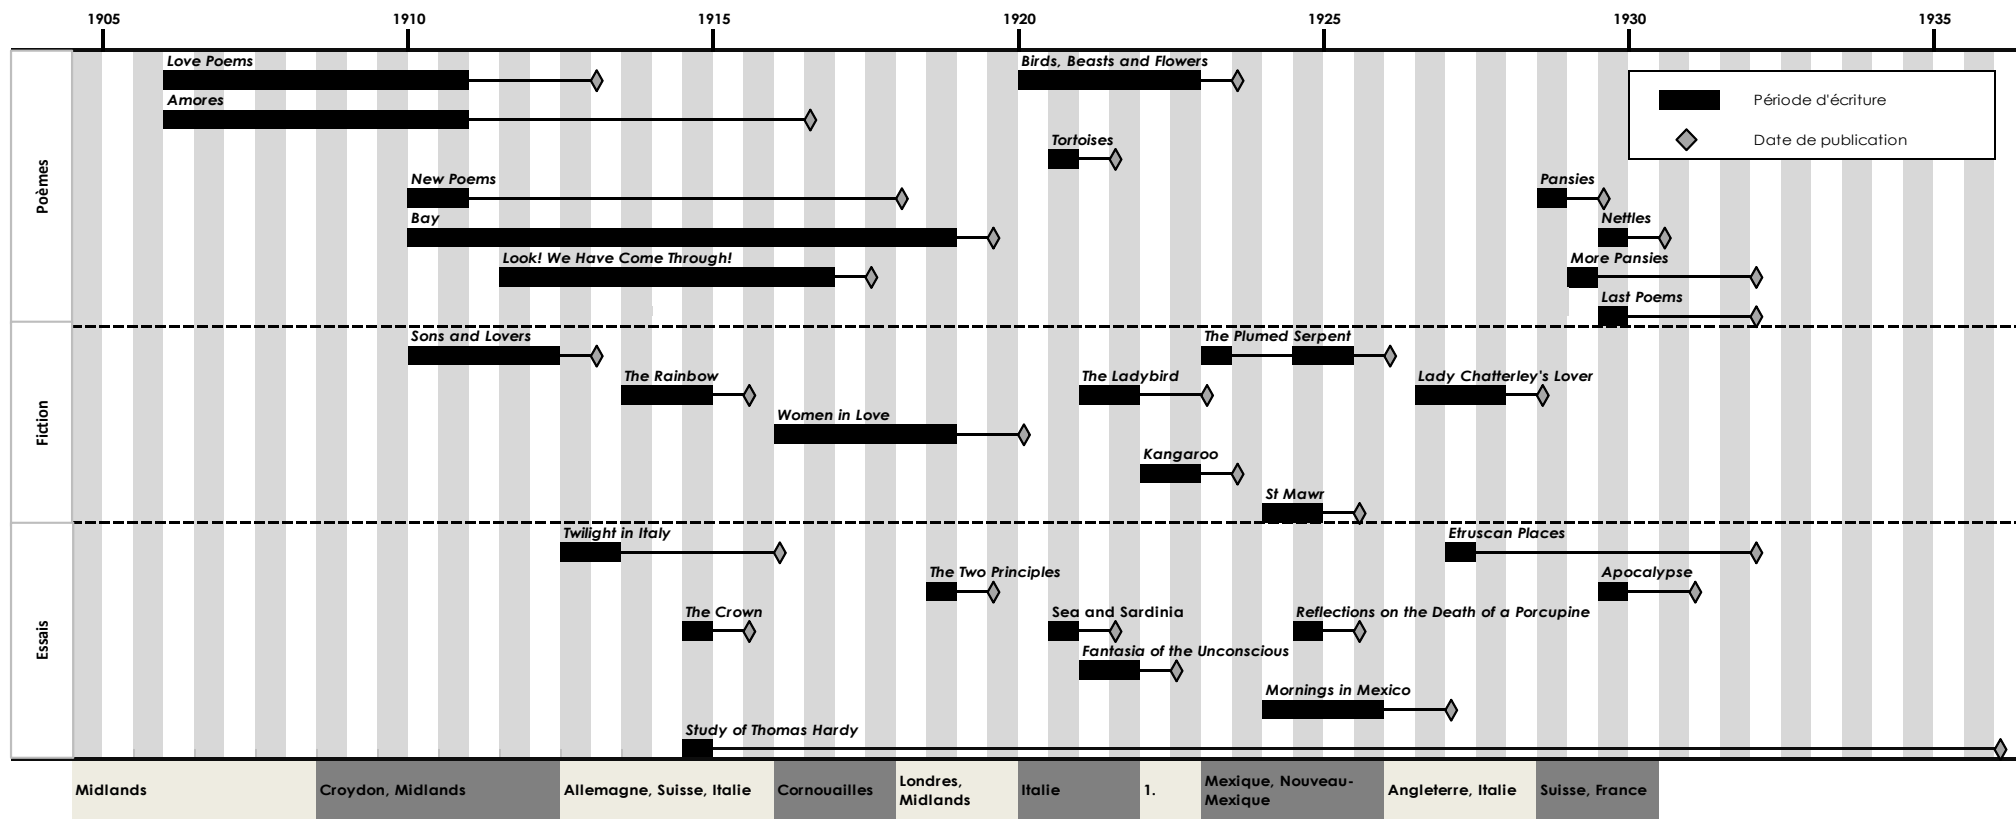 1905 1910 1915 1920 1925 1930 1935
Poèmes
Love Poems
Birds, Beasts and Flowers
Amores
Tortoises
New Poems
Pansies
Bay
Nettles
Look! We Have Come Through!
More Pansies
Last Poems
Période d'écriture
Date de publication
Fiction
Sons and Lovers
The Plumed Serpent
The Rainbow
The Ladybird
Lady Chatterley's Lover
Women in Love
Kangaroo
St Mawr
Essais
Twilight in Italy
Etruscan Places
The Two Principles
Apocalypse
The Crown
Sea and Sardinia
Reflections on the Death of a Porcupine
Fantasia of the Unconscious
Mornings in Mexico
Study of Thomas Hardy
Midlands
Croydon, Midlands
Allemagne, Suisse, Italie
Cornouailles
Londres,
Midlands
Italie
1.
Mexique, Nouveau-
Mexique
Angleterre, Italie
Suisse, France